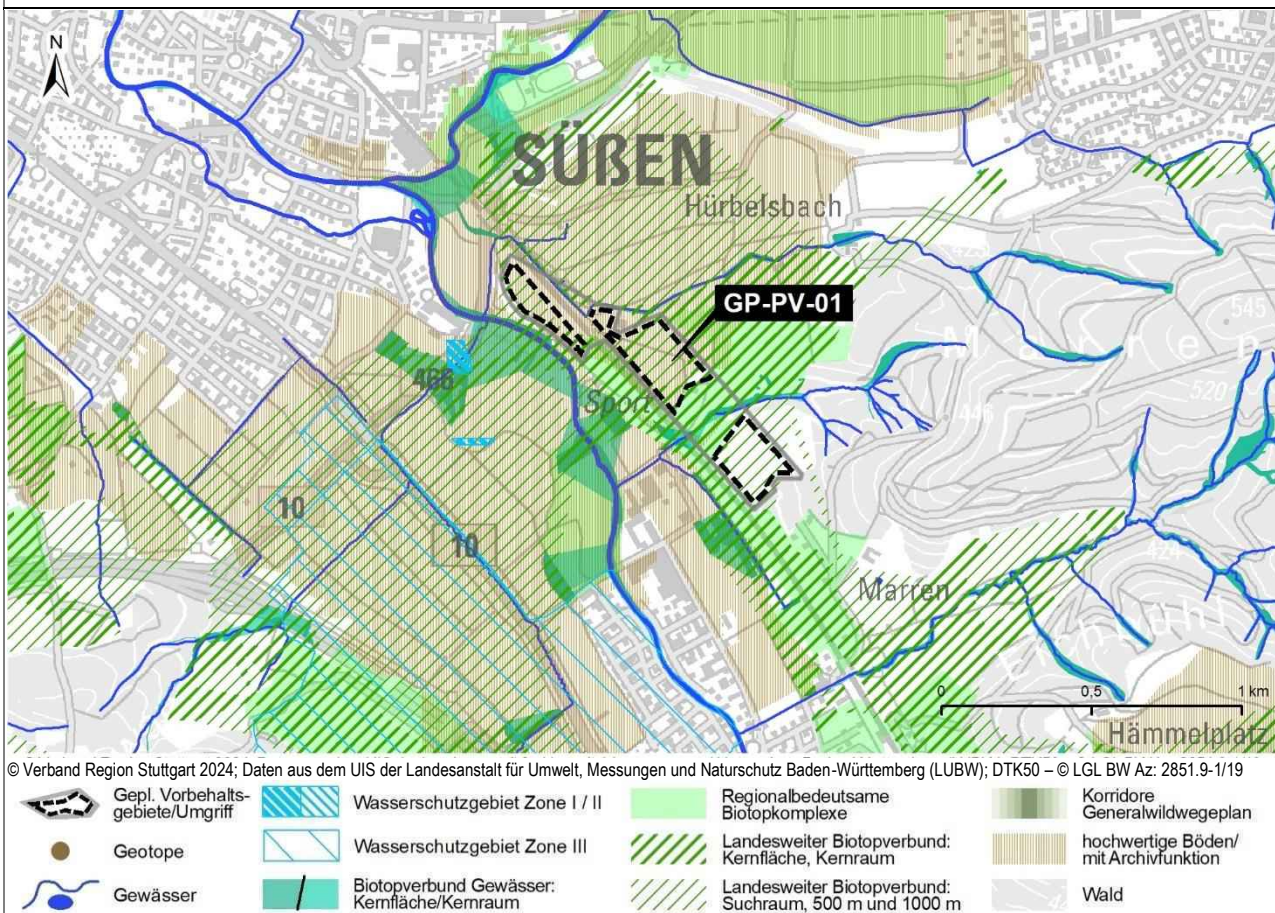 N
SÜßEN
Hürbelsbach
GP-PV-01
545
M a r r e n
520
466
446
Sport
10
10
424
Marren
Eichbühl
0 0,5 1 km
Hämmelplatz
© Verband Region Stuttgart 2024; Daten aus dem UIS der Landesanstalt für Umwelt, Messungen und Naturschutz Baden-Württemberg (LUBW); DTK50 – © LGL BW Az: 2851.9-1/19
Gepl. Vorbehalts-
gebiete/Umgriff
Geotope
Gewässer
Wasserschutzgebiet Zone I / II
Wasserschutzgebiet Zone III
Biotopverbund Gewässer:
Kernfläche/Kernraum
Regionalbedeutsame
Biotopkomplexe
Landesweiter Biotopverbund:
Kernfläche, Kernraum
Landesweiter Biotopverbund:
Suchraum, 500 m und 1000 m
Korridore
Generalwildwegeplan
hochwertige Böden/
mit Archivfunktion
Wald